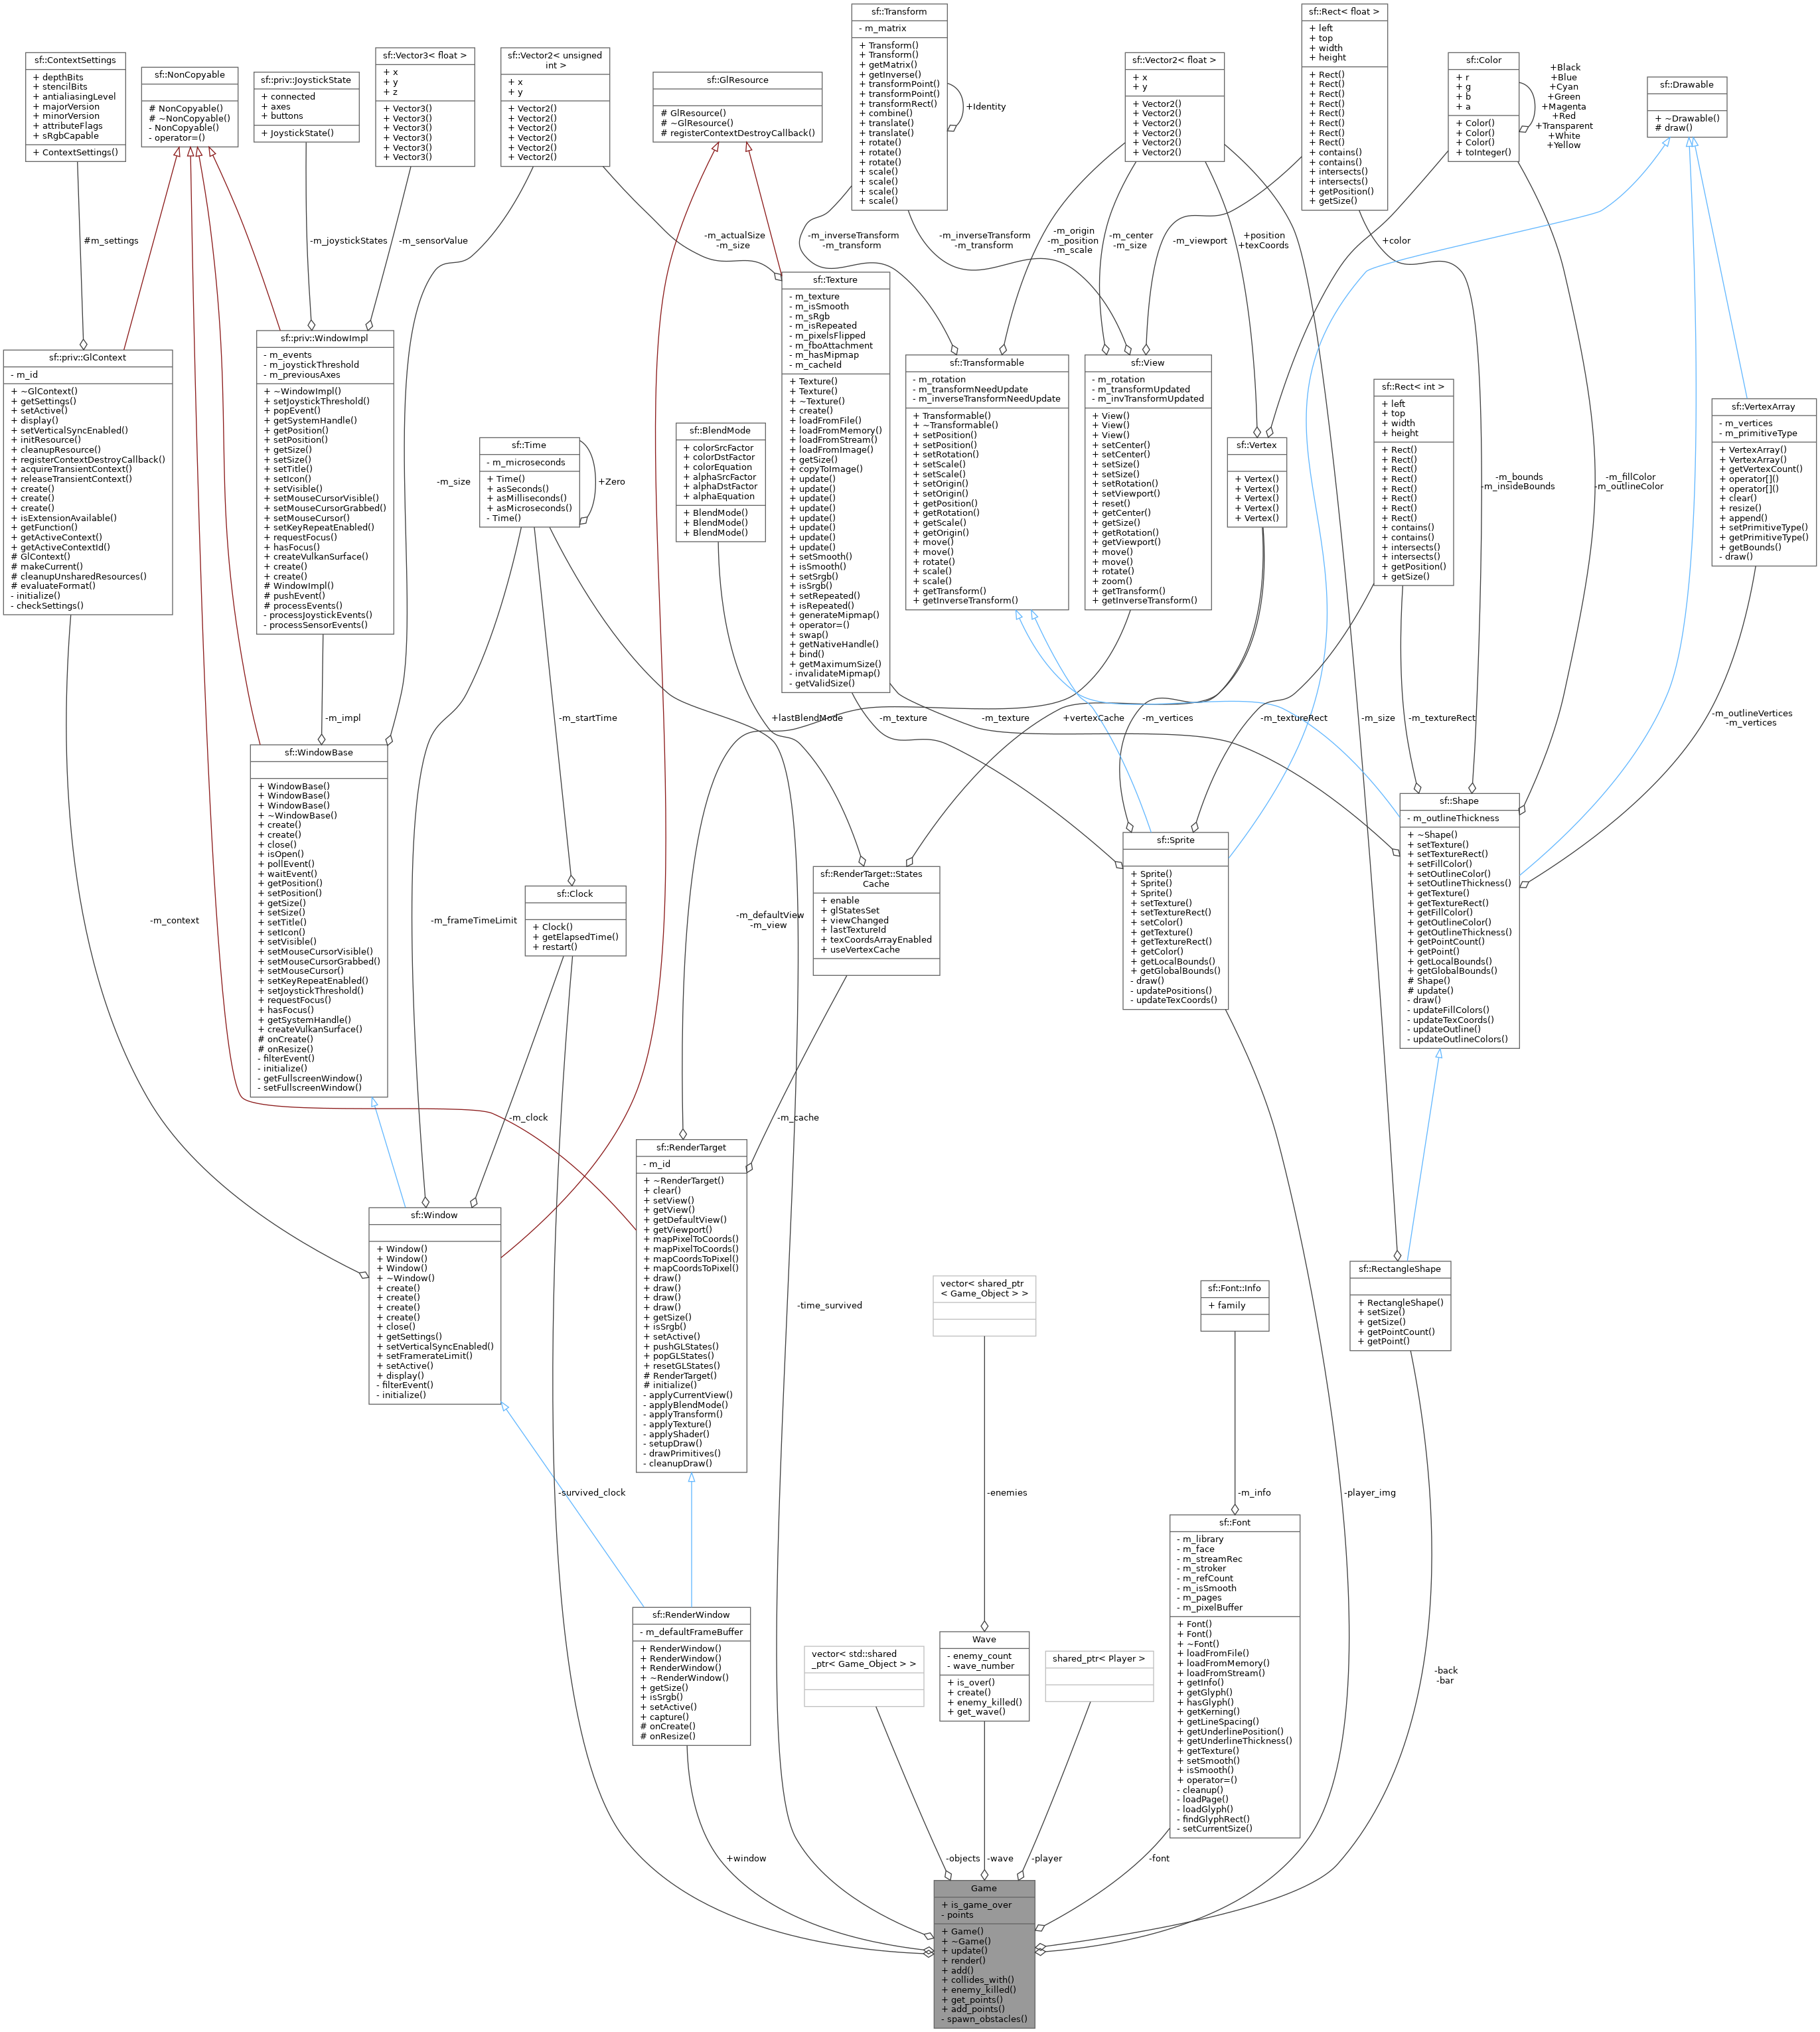 sf::Transform
- m_matrix
+ Transform()
+ Transform()
+ getMatrix()
+ getInverse()
+ transformPoint()
+ transformPoint()
+ transformRect()
+ combine()
+ translate()
+ translate()
+ rotate()
+ rotate()
+ rotate()
+ scale()
+ scale()
+ scale()
+ scale()
+Identity
sf::Rect< float >
+ left
+ top
+ width
+ height
+ Rect()
+ Rect()
+ Rect()
+ Rect()
+ Rect()
+ Rect()
+ Rect()
+ Rect()
+ contains()
+ contains()
+ intersects()
+ intersects()
+ getPosition()
+ getSize()
sf::ContextSettings
+ depthBits
+ stencilBits
+ antialiasingLevel
+ majorVersion
+ minorVersion
+ attributeFlags
+ sRgbCapable
+ ContextSettings()
sf::NonCopyable
# NonCopyable()
# ~NonCopyable()
- NonCopyable()
- operator=()
sf::priv::JoystickState
+ connected
+ axes
+ buttons
+ JoystickState()
sf::Vector3< float >
+ x
+ y
+ z
+ Vector3()
+ Vector3()
+ Vector3()
+ Vector3()
+ Vector3()
+ Vector3()
sf::Vector2< unsigned
int >
+ x
+ y
+ Vector2()
+ Vector2()
+ Vector2()
+ Vector2()
+ Vector2()
+ Vector2()
sf::GlResource
# GlResource()
# ~GlResource()
# registerContextDestroyCallback()
sf::Vector2< float >
+ x
+ y
+ Vector2()
+ Vector2()
+ Vector2()
+ Vector2()
+ Vector2()
+ Vector2()
sf::Color
+ r
+ g
+ b
+ a
+ Color()
+ Color()
+ Color()
+ Color()
+ toInteger()
+Black
+Blue
+Cyan
+Green
+Magenta
+Red
+Transparent
+White
+Yellow
sf::Drawable
+ ~Drawable()
# draw()
#m_settings
-m_joystickStates
-m_sensorValue
-m_actualSize
-m_size
-m_inverseTransform
-m_transform
-m_inverseTransform
-m_transform
-m_origin
-m_position
-m_scale
-m_center
-m_size
-m_viewport
+position
+texCoords
+color
sf::priv::GlContext
- m_id
+ ~GlContext()
+ getSettings()
+ setActive()
+ display()
+ setVerticalSyncEnabled()
+ initResource()
+ cleanupResource()
+ registerContextDestroyCallback()
+ acquireTransientContext()
+ releaseTransientContext()
+ create()
+ create()
+ create()
+ isExtensionAvailable()
+ getFunction()
+ getActiveContext()
+ getActiveContextId()
# GlContext()
# makeCurrent()
# cleanupUnsharedResources()
# evaluateFormat()
- initialize()
- checkSettings()
sf::priv::WindowImpl
- m_events
- m_joystickThreshold
- m_previousAxes
+ ~WindowImpl()
+ setJoystickThreshold()
+ popEvent()
+ getSystemHandle()
+ getPosition()
+ setPosition()
+ getSize()
+ setSize()
+ setTitle()
+ setIcon()
+ setVisible()
+ setMouseCursorVisible()
+ setMouseCursorGrabbed()
+ setMouseCursor()
+ setKeyRepeatEnabled()
+ requestFocus()
+ hasFocus()
+ createVulkanSurface()
+ create()
+ create()
# WindowImpl()
# pushEvent()
# processEvents()
- processJoystickEvents()
- processSensorEvents()
-m_size
sf::Time
- m_microseconds
+ Time()
+ asSeconds()
+ asMilliseconds()
+ asMicroseconds()
- Time()
+Zero
sf::BlendMode
+ colorSrcFactor
+ colorDstFactor
+ colorEquation
+ alphaSrcFactor
+ alphaDstFactor
+ alphaEquation
+ BlendMode()
+ BlendMode()
+ BlendMode()
sf::Texture
- m_texture
- m_isSmooth
- m_sRgb
- m_isRepeated
- m_pixelsFlipped
- m_fboAttachment
- m_hasMipmap
- m_cacheId
+ Texture()
+ Texture()
+ ~Texture()
+ create()
+ loadFromFile()
+ loadFromMemory()
+ loadFromStream()
+ loadFromImage()
+ getSize()
+ copyToImage()
+ update()
+ update()
+ update()
+ update()
+ update()
+ update()
+ update()
+ update()
+ setSmooth()
+ isSmooth()
+ setSrgb()
+ isSrgb()
+ setRepeated()
+ isRepeated()
+ generateMipmap()
+ operator=()
+ swap()
+ getNativeHandle()
+ bind()
+ getMaximumSize()
- invalidateMipmap()
- getValidSize()
sf::Transformable
- m_rotation
- m_transformNeedUpdate
- m_inverseTransformNeedUpdate
+ Transformable()
+ ~Transformable()
+ setPosition()
+ setPosition()
+ setRotation()
+ setScale()
+ setScale()
+ setOrigin()
+ setOrigin()
+ getPosition()
+ getRotation()
+ getScale()
+ getOrigin()
+ move()
+ move()
+ rotate()
+ scale()
+ scale()
+ getTransform()
+ getInverseTransform()
sf::View
- m_rotation
- m_transformUpdated
- m_invTransformUpdated
+ View()
+ View()
+ View()
+ setCenter()
+ setCenter()
+ setSize()
+ setSize()
+ setRotation()
+ setViewport()
+ reset()
+ getCenter()
+ getSize()
+ getRotation()
+ getViewport()
+ move()
+ move()
+ rotate()
+ zoom()
+ getTransform()
+ getInverseTransform()
sf::Vertex
+ Vertex()
+ Vertex()
+ Vertex()
+ Vertex()
+ Vertex()
sf::Rect< int >
+ left
+ top
+ width
+ height
+ Rect()
+ Rect()
+ Rect()
+ Rect()
+ Rect()
+ Rect()
+ Rect()
+ Rect()
+ contains()
+ contains()
+ intersects()
+ intersects()
+ getPosition()
+ getSize()
-m_bounds
-m_insideBounds
-m_fillColor
-m_outlineColor
sf::VertexArray
- m_vertices
- m_primitiveType
+ VertexArray()
+ VertexArray()
+ getVertexCount()
+ operator[]()
+ operator[]()
+ clear()
+ resize()
+ append()
+ setPrimitiveType()
+ getPrimitiveType()
+ getBounds()
- draw()
-m_impl
-m_startTime
+lastBlendMode
-m_texture
-m_texture
+vertexCache
-m_vertices
-m_textureRect
-m_size
-m_textureRect
-m_outlineVertices
-m_vertices
sf::WindowBase
+ WindowBase()
+ WindowBase()
+ WindowBase()
+ ~WindowBase()
+ create()
+ create()
+ close()
+ isOpen()
+ pollEvent()
+ waitEvent()
+ getPosition()
+ setPosition()
+ getSize()
+ setSize()
+ setTitle()
+ setIcon()
+ setVisible()
+ setMouseCursorVisible()
+ setMouseCursorGrabbed()
+ setMouseCursor()
+ setKeyRepeatEnabled()
+ setJoystickThreshold()
+ requestFocus()
+ hasFocus()
+ getSystemHandle()
+ createVulkanSurface()
# onCreate()
# onResize()
- filterEvent()
- initialize()
- getFullscreenWindow()
- setFullscreenWindow()
-m_context
-m_frameTimeLimit
sf::Clock
+ Clock()
+ getElapsedTime()
+ restart()
-m_defaultView
-m_view
sf::RenderTarget::States
Cache
+ enable
+ glStatesSet
+ viewChanged
+ lastTextureId
+ texCoordsArrayEnabled
+ useVertexCache
sf::Sprite
+ Sprite()
+ Sprite()
+ Sprite()
+ setTexture()
+ setTextureRect()
+ setColor()
+ getTexture()
+ getTextureRect()
+ getColor()
+ getLocalBounds()
+ getGlobalBounds()
- draw()
- updatePositions()
- updateTexCoords()
sf::Shape
- m_outlineThickness
+ ~Shape()
+ setTexture()
+ setTextureRect()
+ setFillColor()
+ setOutlineColor()
+ setOutlineThickness()
+ getTexture()
+ getTextureRect()
+ getFillColor()
+ getOutlineColor()
+ getOutlineThickness()
+ getPointCount()
+ getPoint()
+ getLocalBounds()
+ getGlobalBounds()
# Shape()
# update()
- draw()
- updateFillColors()
- updateTexCoords()
- updateOutline()
- updateOutlineColors()
-m_clock
-m_cache
sf::Window
+ Window()
+ Window()
+ Window()
+ ~Window()
+ create()
+ create()
+ create()
+ create()
+ close()
+ getSettings()
+ setVerticalSyncEnabled()
+ setFramerateLimit()
+ setActive()
+ display()
- filterEvent()
- initialize()
sf::RenderTarget
- m_id
+ ~RenderTarget()
+ clear()
+ setView()
+ getView()
+ getDefaultView()
+ getViewport()
+ mapPixelToCoords()
+ mapPixelToCoords()
+ mapCoordsToPixel()
+ mapCoordsToPixel()
+ draw()
+ draw()
+ draw()
+ draw()
+ getSize()
+ isSrgb()
+ setActive()
+ pushGLStates()
+ popGLStates()
+ resetGLStates()
# RenderTarget()
# initialize()
- applyCurrentView()
- applyBlendMode()
- applyTransform()
- applyTexture()
- applyShader()
- setupDraw()
- drawPrimitives()
- cleanupDraw()
-time_survived
vector< shared_ptr
< Game_Object > >
sf::Font::Info
+ family
sf::RectangleShape
+ RectangleShape()
+ setSize()
+ getSize()
+ getPointCount()
+ getPoint()
-survived_clock
-enemies
-m_info
-player_img
sf::RenderWindow
- m_defaultFrameBuffer
+ RenderWindow()
+ RenderWindow()
+ RenderWindow()
+ ~RenderWindow()
+ getSize()
+ isSrgb()
+ setActive()
+ capture()
# onCreate()
# onResize()
vector< std::shared
_ptr< Game_Object > >
Wave
- enemy_count
- wave_number
+ is_over()
+ create()
+ enemy_killed()
+ get_wave()
shared_ptr< Player >
sf::Font
- m_library
- m_face
- m_streamRec
- m_stroker
- m_refCount
- m_isSmooth
- m_pages
- m_pixelBuffer
+ Font()
+ Font()
+ ~Font()
+ loadFromFile()
+ loadFromMemory()
+ loadFromStream()
+ getInfo()
+ getGlyph()
+ hasGlyph()
+ getKerning()
+ getLineSpacing()
+ getUnderlinePosition()
+ getUnderlineThickness()
+ getTexture()
+ setSmooth()
+ isSmooth()
+ operator=()
- cleanup()
- loadPage()
- loadGlyph()
- findGlyphRect()
- setCurrentSize()
-back
-bar
+window
-objects
-wave
-player
-font
Game
+ is_game_over
- points
+ Game()
+ ~Game()
+ update()
+ render()
+ add()
+ collides_with()
+ enemy_killed()
+ get_points()
+ add_points()
- spawn_obstacles()